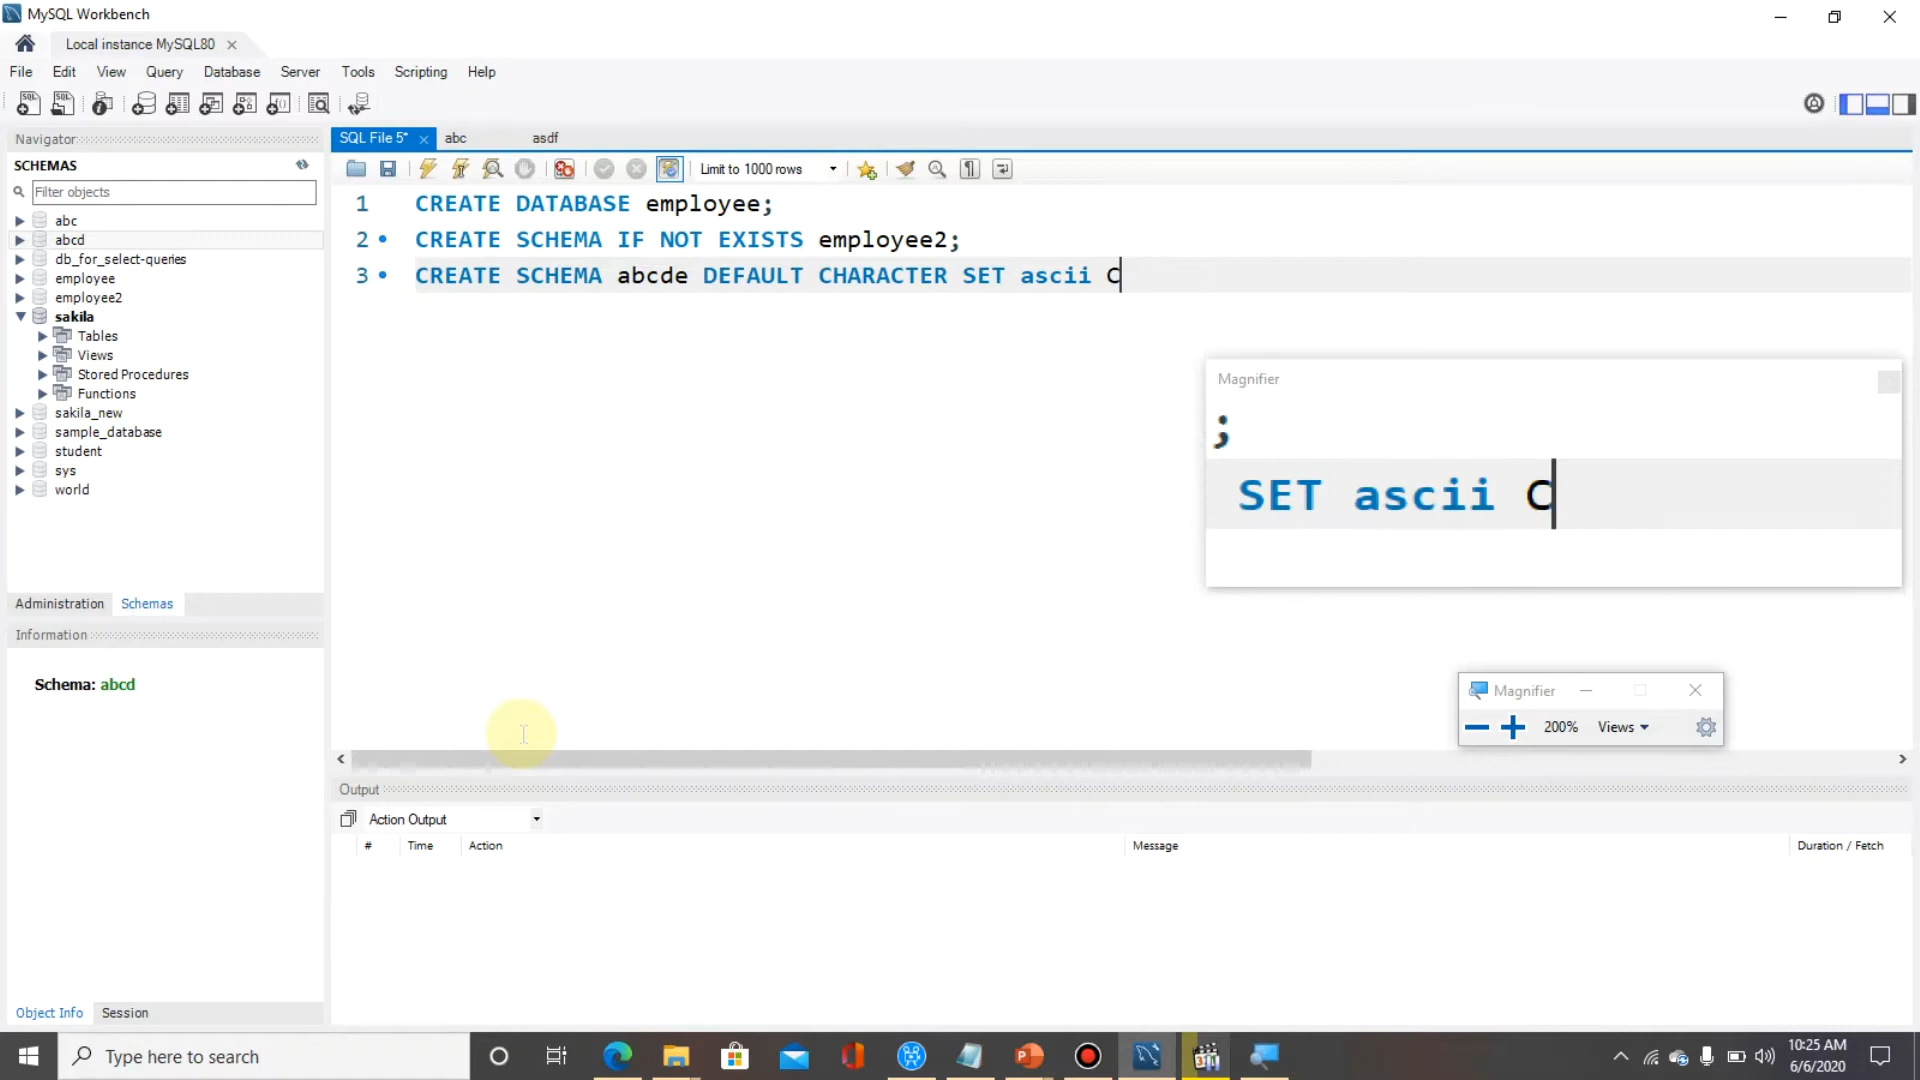 MySQL Workbench
Local instance MySQL80
File Edit View Query Database Server Tools Scripting Help
Navigator
SCHEMAS
Filter objects
abc
abcd
db_for_select-queries
employee
employee2
sakila
Tables
Views
Stored Procedures
Functions
sakila_new
sample_database
student
sys
world
Administration Schemas
Information
Schema: abcd
Object Info Session
SQL File 5* abc asdf
Limit to 1000 rows
1 CREATE DATABASE employee;
2 CREATE SCHEMA IF NOT EXISTS employee2;
3 CREATE SCHEMA abcde DEFAULT CHARACTER SET ascii C
Magnifier
;
SET ascii C
Magnifier
200% Views
Output
Action Output
# Time Action Message Duration / Fetch
Type here to search
10:25 AM
6/6/2020